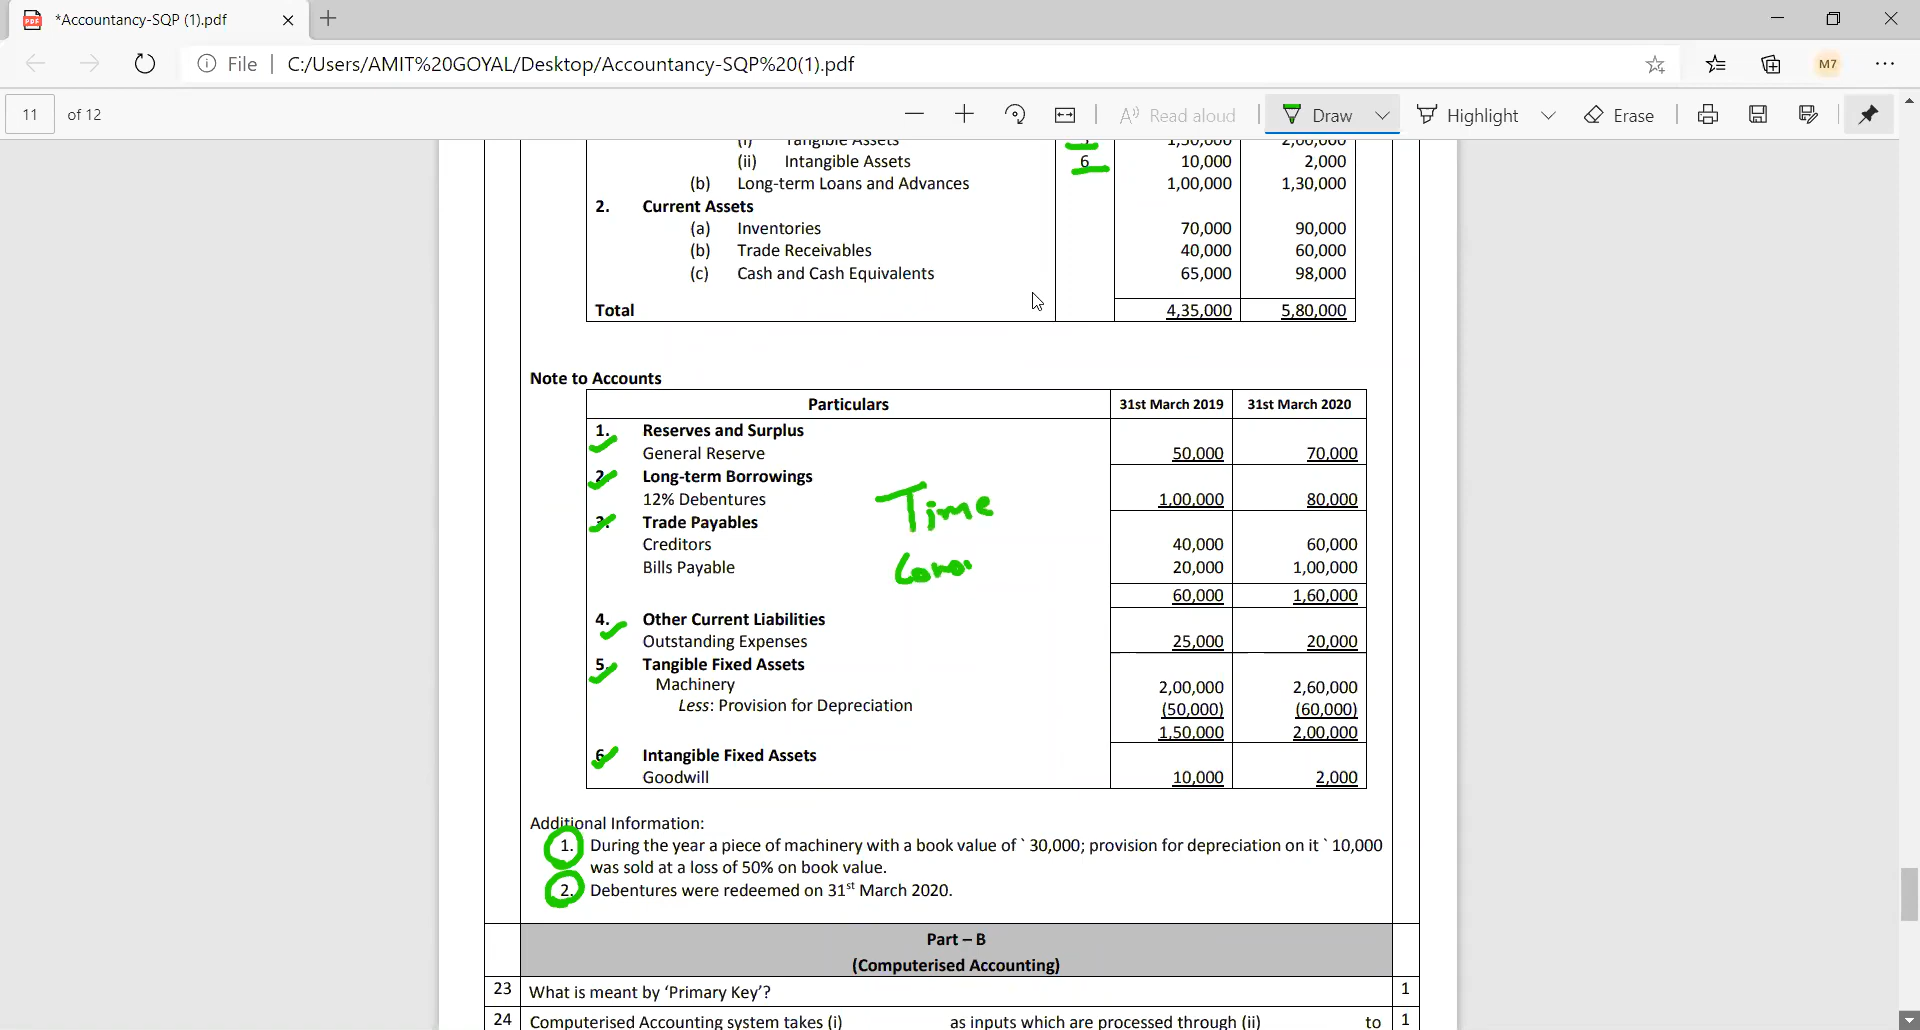 *Accountancy-SQP (1).pdf
File | C:/Users/AMIT%20GOYAL/Desktop/Accountancy-SQP%20(1).pdf M7
11 of 12 Read aloud Draw Highlight Erase
(i) Tangible Assets 1,50,000 2,00,000
(ii) Intangible Assets 6 10,000 2,000
(b) Long-term Loans and Advances 1,00,000 1,30,000
2. Current Assets
(a) Inventories 70,000 90,000
(b) Trade Receivables 40,000 60,000
(c) Cash and Cash Equivalents 65,000 98,000
Total 4,35,000 5,80,000
Note to Accounts
Particulars 31st March 2019 31st March 2020
1. Reserves and Surplus
General Reserve 50,000 70,000
2. Long-term Borrowings
12% Debentures 1,00,000 80,000
Time
3. Trade Payables
Creditors 40,000 60,000
Bills Payable 20,000 1,00,000
60,000 1,60,000
4. Other Current Liabilities
Outstanding Expenses 25,000 20,000
5. Tangible Fixed Assets
Machinery 2,00,000 2,60,000
Less: Provision for Depreciation (50,000) (60,000)
1,50,000 2,00,000
6. Intangible Fixed Assets
Goodwill 10,000 2,000
Additional Information:
1. During the year a piece of machinery with a book value of ` 30,000; provision for depreciation on it ` 10,000
was sold at a loss of 50% on book value.
2. Debentures were redeemed on 31st March 2020.
Part – B
(Computerised Accounting)
23 What is meant by ‘Primary Key’? 1
24 Computerised Accounting system takes (i) as inputs which are processed through (ii) to 1